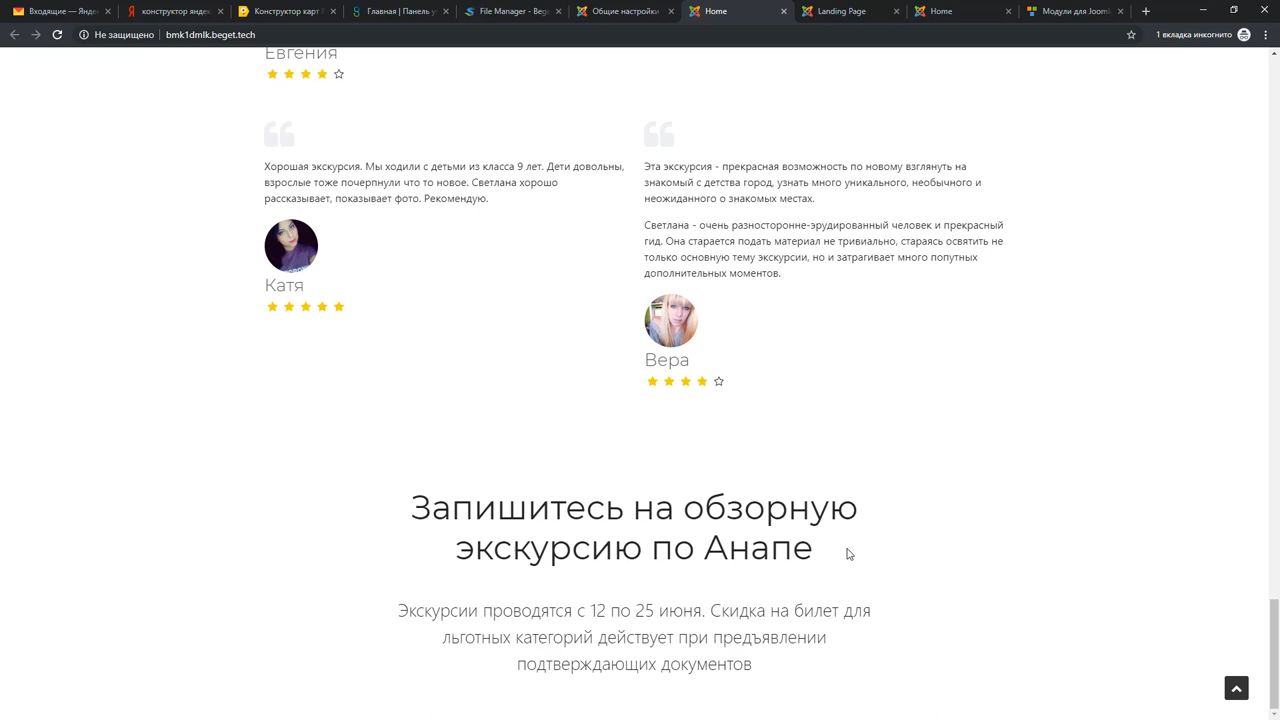 Входящие — Яндекс
конструктор яндекс
Конструктор карт
Главная | Панель у
File Manager - Beg
Общие настройки
Home
Landing Page
Home
Модули для Joomla
Не защищено
bmk1dmlk.beget.tech
1 вкладка инкогнито
Евгения
Хорошая экскурсия. Мы ходили с детьми из класса 9 лет. Дети довольны,
взрослые тоже почерпнули что то новое. Светлана хорошо
рассказывает, показывает фото. Рекомендую.
Катя
Эта экскурсия - прекрасная возможность по новому взглянуть на
знакомый с детства город, узнать много уникального, необычного и
неожиданного о знакомых местах.
Светлана - очень разносторонне-эрудированный человек и прекрасный
гид. Она старается подать материал не тривиально, стараясь осветить не
только основную тему экскурсии, но и затрагивает много попутных
дополнительных моментов.
Вера
Запишитесь на обзорную
экскурсию по Анапе
Экскурсии проводятся с 12 по 25 июня. Скидка на билет для
льготных категорий действует при предъявлении
подтверждающих документов